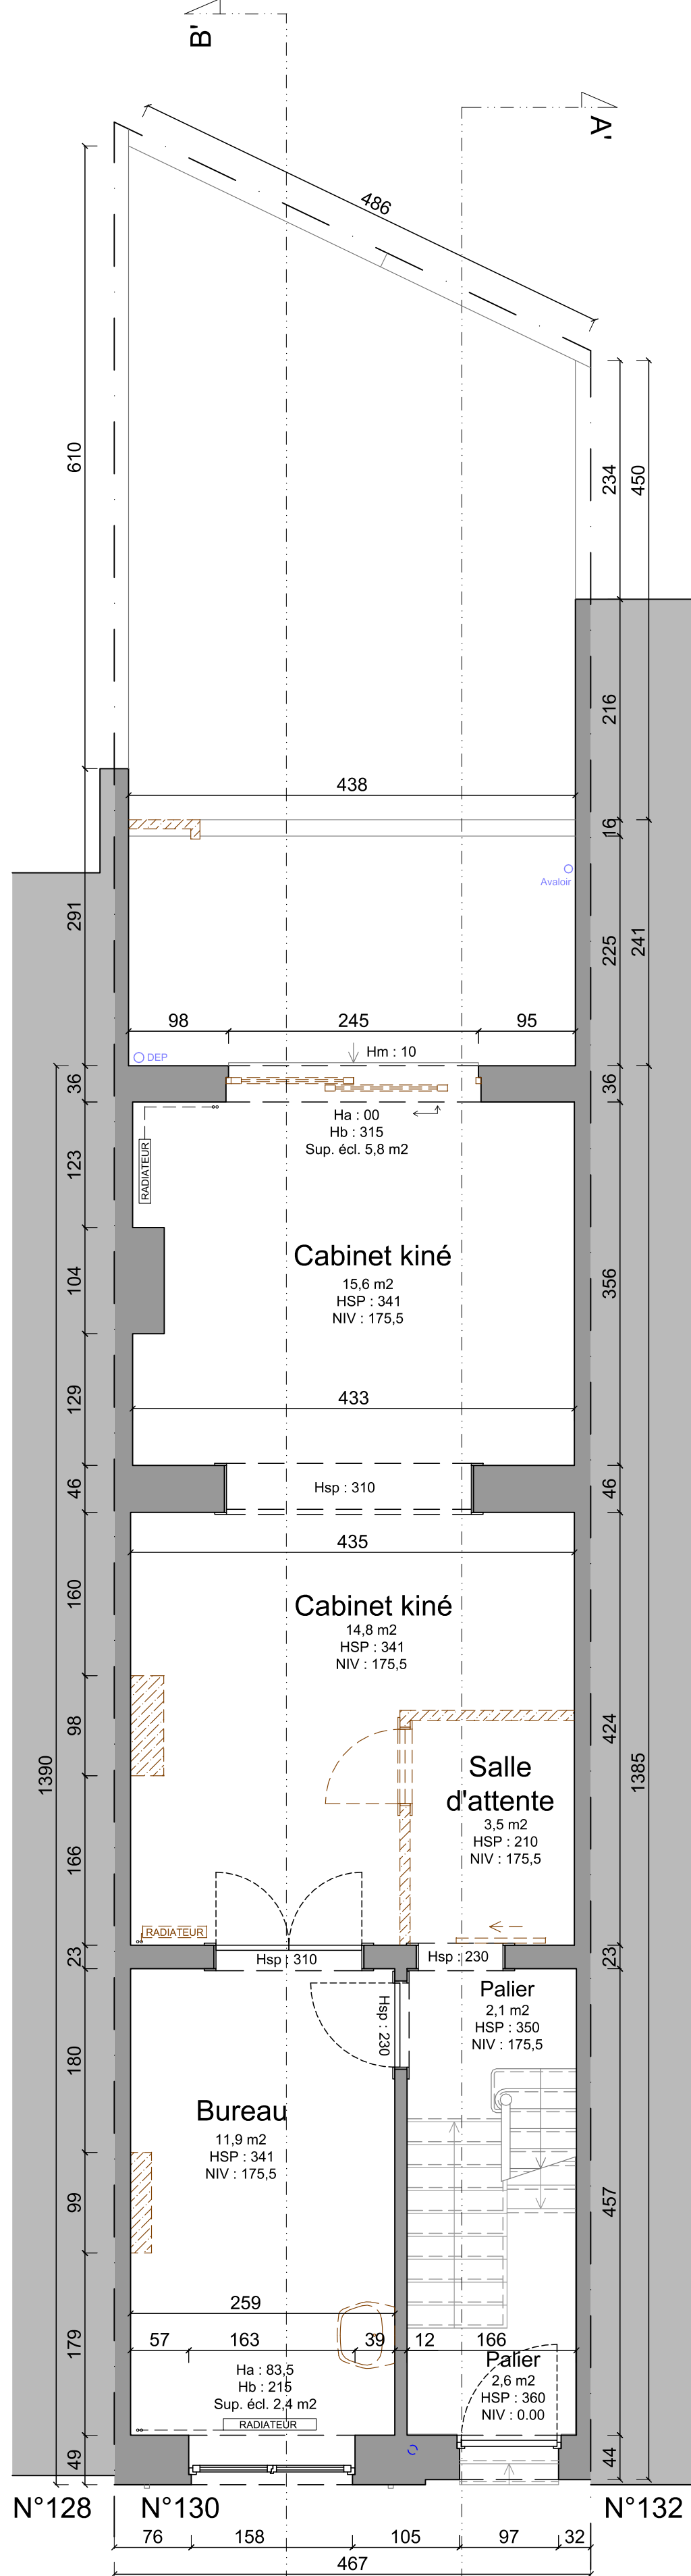 B'
A'
486
610
234
450
216
438
16
Avaloir
291
225
241
98
245
95
DEP
Hm : 10
36
36
Ha : 00
Hb : 315
Sup. écl. 5,8 m2
RADIATEUR
123
Cabinet kiné
15,6 m2
HSP : 341
NIV : 175,5
104
356
129
433
46
Hsp : 310
46
435
160
Cabinet kiné
14,8 m2
HSP : 341
NIV : 175,5
98
424
1390
1385
Salle
d'attente
3,5 m2
HSP : 210
NIV : 175,5
166
RADIATEUR
23
Hsp : 310
Hsp : 230
23
Palier
2,1 m2
HSP : 350
NIV : 175,5
Hsp : 230
180
Bureau
11,9 m2
HSP : 341
NIV : 175,5
99
457
259
57
163
39
12
166
179
Ha : 83,5
Hb : 215
Sup. écl. 2,4 m2
RADIATEUR
Palier
2,6 m2
HSP : 360
NIV : 0.00
49
44
N°128
N°130
N°132
76
158
105
97
32
467